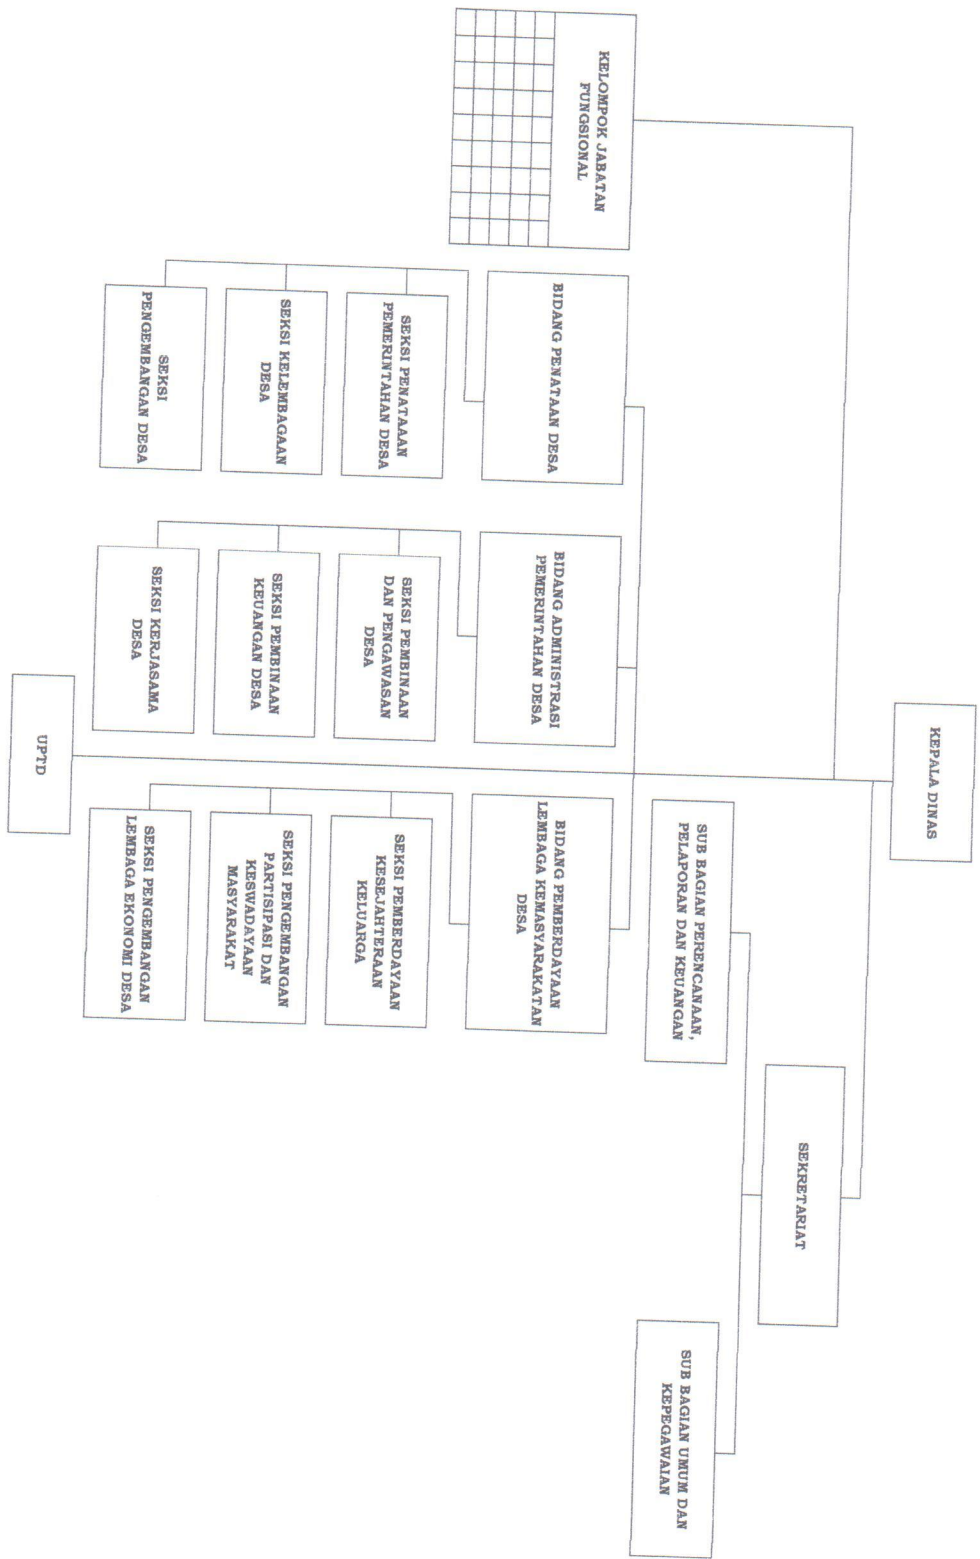 KEPALA DINAS
SEKRETARIAT
SUB BAGIAN PERENCANAAN,
PELAPORAN DAN KEUANGAN
SUB BAGIAN UMUM DAN
KEPEGAWAIAN
KELOMPOK JABATAN
FUNGSIONAL
BIDANG PENATAAN DESA
SEKSI PENATAAAN
PEMERINTAHAN DESA
SEKSI KELEMBAGAAN
DESA
SEKSI
PENGEMBANGAN DESA
BIDANG ADMINISTRASI
PEMERINTAHAN DESA
SEKSI PEMBINAAN
DAN PENGAWASAN
DESA
SEKSI PEMBINAAN
KEUANGAN DESA
SEKSI KERJASAMA
DESA
BIDANG PEMBERDAYAAN
LEMBAGA KEMASYARAKATAN
DESA
SEKSI PEMBERDAYAAN
KESEJAHTERAAN
KELUARGA
SEKSI PENGEMBANGAN
PARTISIPASI DAN
KESWADAYAAN
MASYARAKAT
SEKSI PENGEMBANGAN
LEMBAGA EKONOMI DESA
UPTD